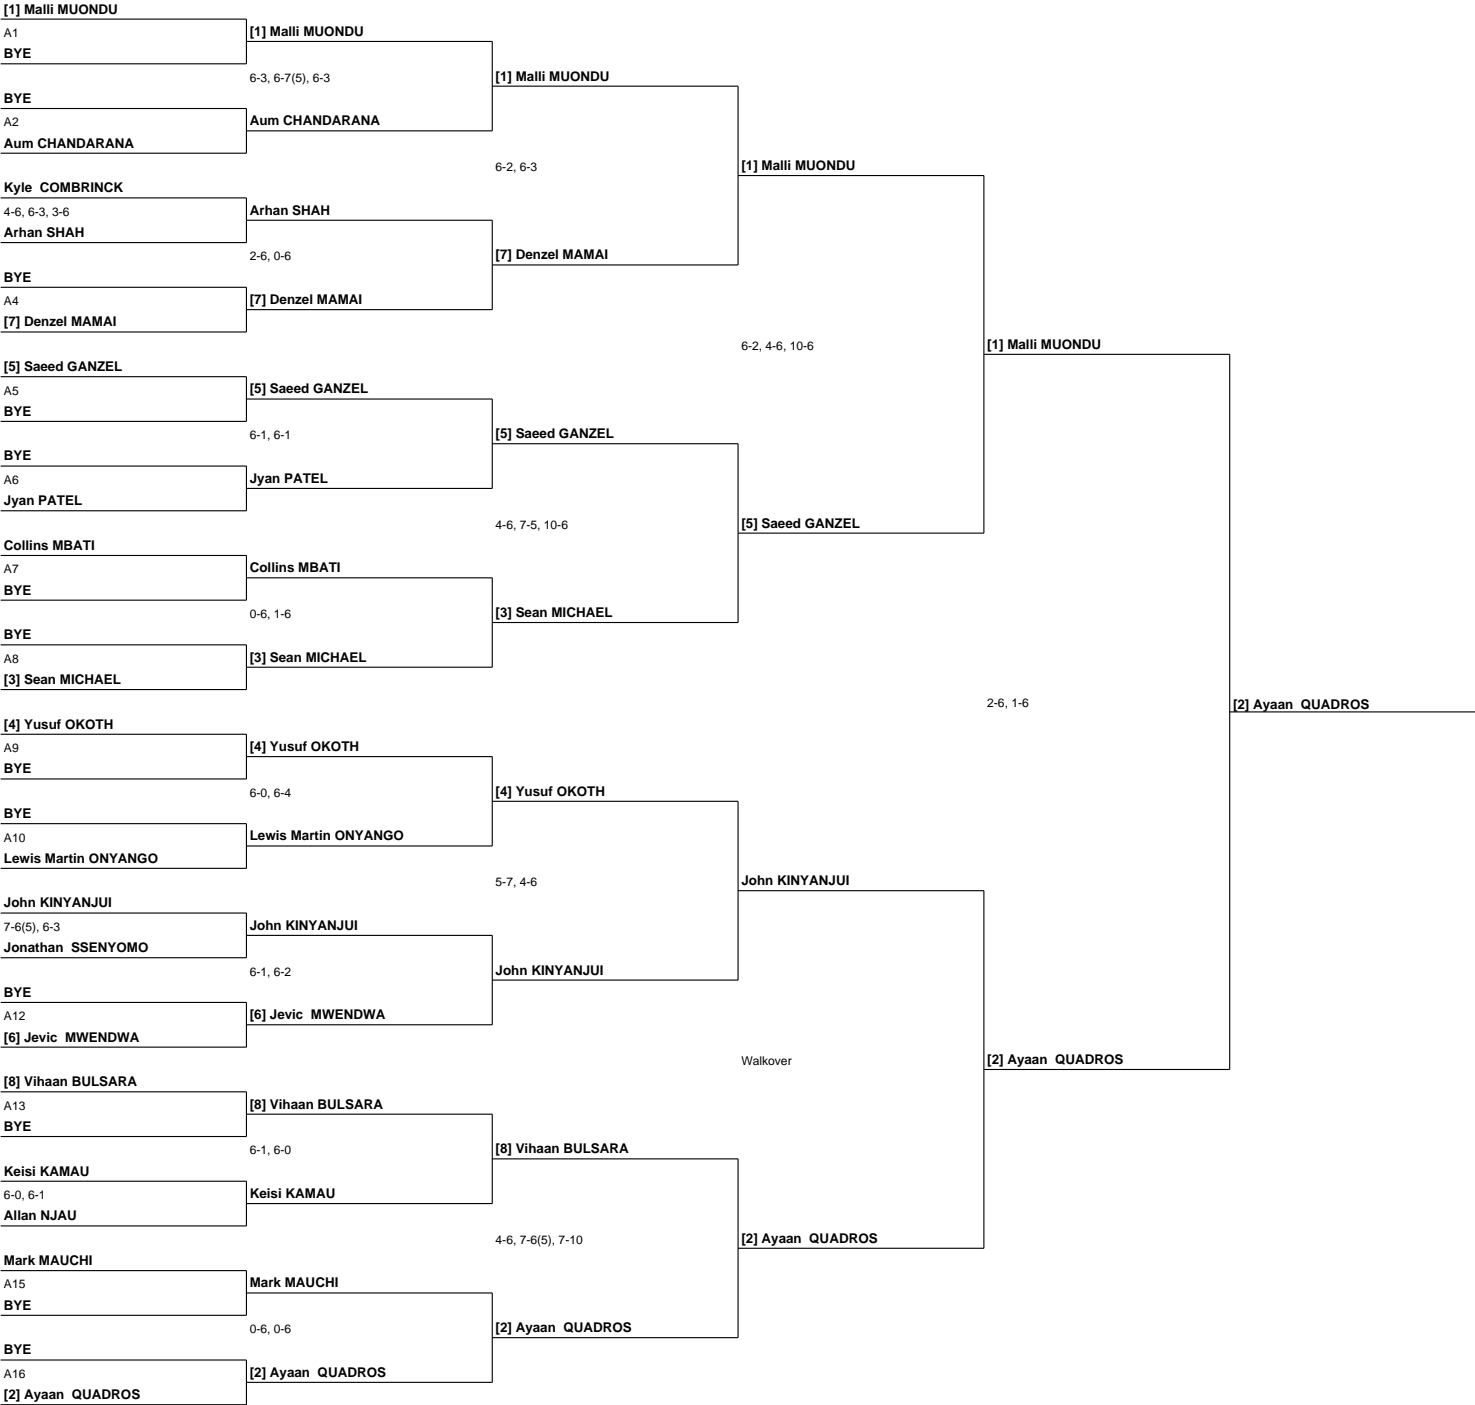 [1] Malli MUONDU
A1
BYE
BYE
A2
Aum CHANDARANA
Kyle  COMBRINCK
4-6, 6-3, 3-6
Arhan SHAH
BYE
A4
[7] Denzel MAMAI
[5] Saeed GANZEL
A5
BYE
BYE
A6
Jyan PATEL
Collins MBATI
A7
BYE
BYE
A8
[3] Sean MICHAEL
[4] Yusuf OKOTH
A9
BYE
BYE
A10
Lewis Martin ONYANGO
John KINYANJUI
7-6(5), 6-3
Jonathan  SSENYOMO
BYE
A12
[6] Jevic  MWENDWA
[8] Vihaan BULSARA
A13
BYE
Keisi KAMAU
6-0, 6-1
Allan NJAU
Mark MAUCHI
A15
BYE
BYE
A16
[2] Ayaan  QUADROS
[1] Malli MUONDU
6-3, 6-7(5), 6-3
Aum CHANDARANA
Arhan SHAH
2-6, 0-6
[7] Denzel MAMAI
[5] Saeed GANZEL
6-1, 6-1
Jyan PATEL
Collins MBATI
0-6, 1-6
[3] Sean MICHAEL
[4] Yusuf OKOTH
6-0, 6-4
Lewis Martin ONYANGO
John KINYANJUI
6-1, 6-2
[6] Jevic  MWENDWA
[8] Vihaan BULSARA
6-1, 6-0
Keisi KAMAU
Mark MAUCHI
0-6, 0-6
[2] Ayaan  QUADROS
[1] Malli MUONDU
6-2, 6-3
[7] Denzel MAMAI
[5] Saeed GANZEL
4-6, 7-5, 10-6
[3] Sean MICHAEL
[4] Yusuf OKOTH
5-7, 4-6
John KINYANJUI
[8] Vihaan BULSARA
4-6, 7-6(5), 7-10
[2] Ayaan  QUADROS
[1] Malli MUONDU
6-2, 4-6, 10-6
[5] Saeed GANZEL
John KINYANJUI
Walkover
[2] Ayaan  QUADROS
[1] Malli MUONDU
2-6, 1-6
[2] Ayaan  QUADROS
[2] Ayaan  QUADROS